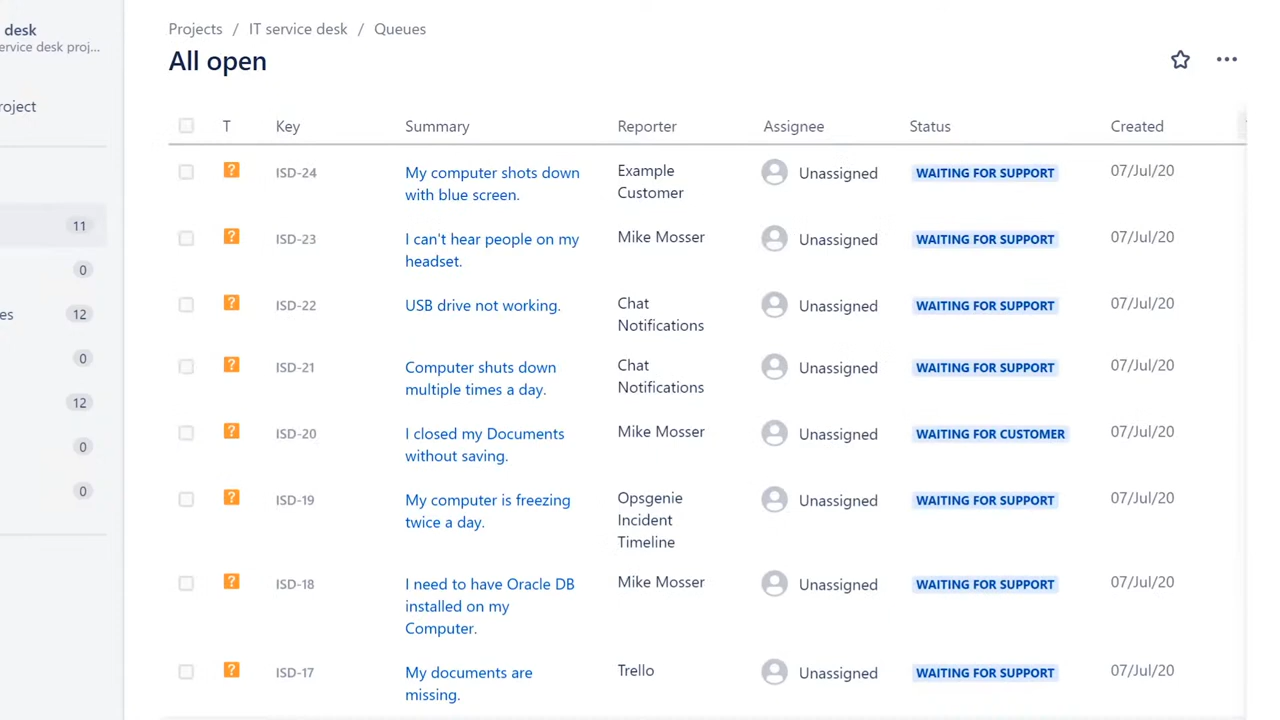 desk
ervice desk proj...
roject
11
0
es 12
0
12
0
0
Projects / IT service desk / Queues
All open
T Key Summary Reporter Assignee Status Created
? ISD-24 My computer shots down Example Unassigned WAITING FOR SUPPORT 07/Jul/20
with blue screen. Customer
? ISD-23 I can't hear people on my Mike Mosser Unassigned WAITING FOR SUPPORT 07/Jul/20
headset.
? ISD-22 USB drive not working. Chat Unassigned WAITING FOR SUPPORT 07/Jul/20
Notifications
? ISD-21 Computer shuts down Chat Unassigned WAITING FOR SUPPORT 07/Jul/20
multiple times a day. Notifications
? ISD-20 I closed my Documents Mike Mosser Unassigned WAITING FOR CUSTOMER 07/Jul/20
without saving.
? ISD-19 My computer is freezing Opsgenie Unassigned WAITING FOR SUPPORT 07/Jul/20
twice a day. Incident
Timeline
? ISD-18 I need to have Oracle DB Mike Mosser Unassigned WAITING FOR SUPPORT 07/Jul/20
installed on my
Computer.
? ISD-17 My documents are Trello Unassigned WAITING FOR SUPPORT 07/Jul/20
missing.